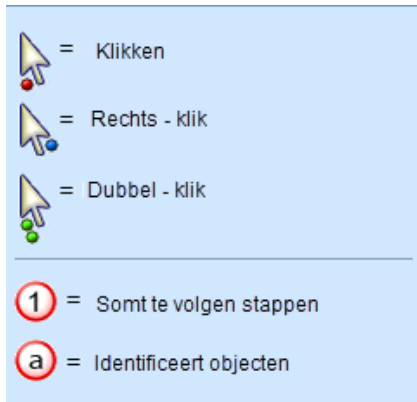 = Klikken
= Rechts - klik
= Dubbel - klik
1 = Somt te volgen stappen
a = Identificeert objecten